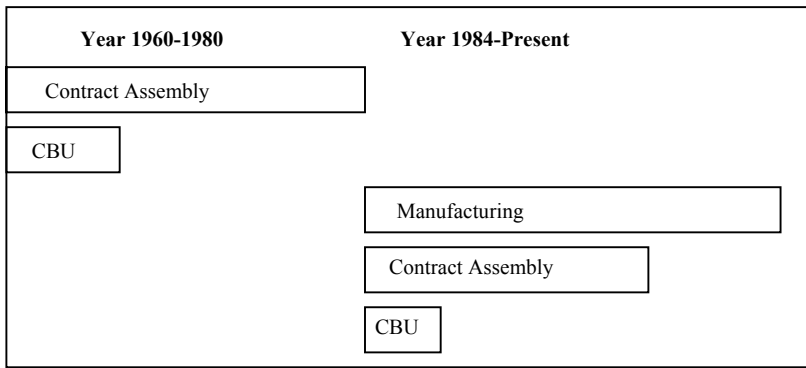 Year 1960-1980 Year 1984-Present
Contract Assembly
CBU
Manufacturing
Contract Assembly
CBU